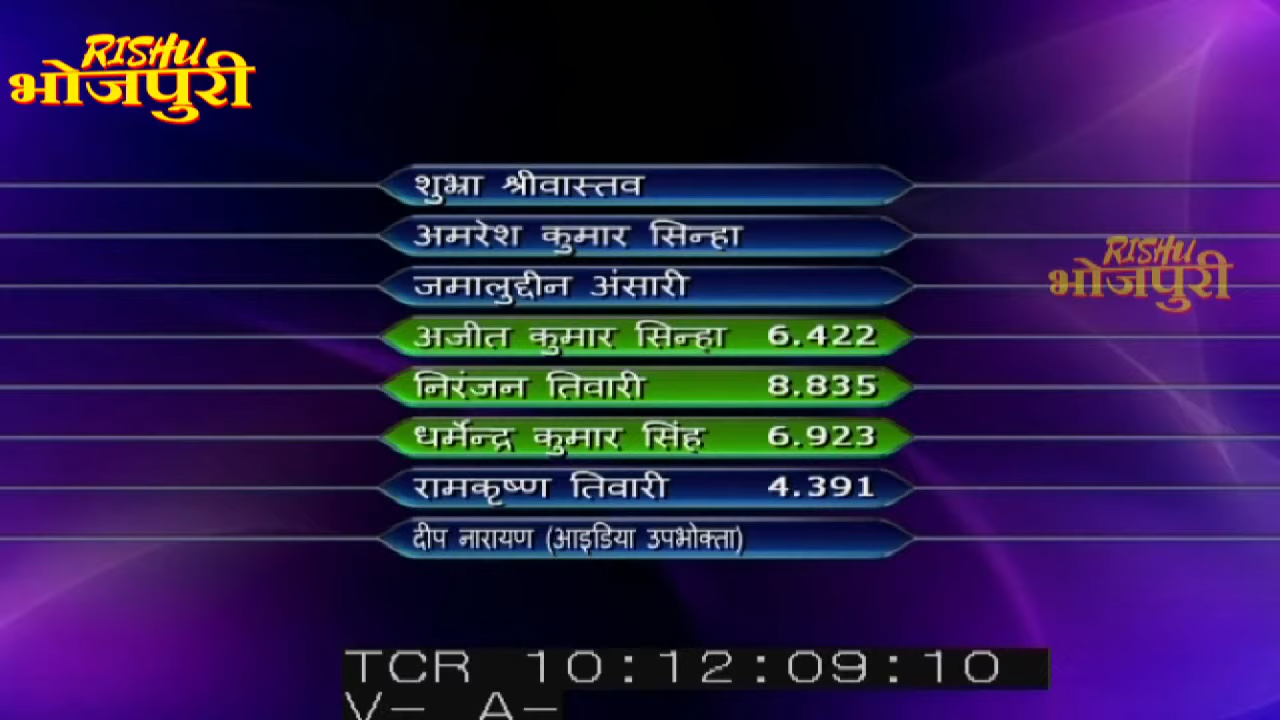 RISHU
भोजपुरी
शुभ्रा श्रीवास्तव
अमरेश कुमार सिन्हा
जमालुद्दीन अंसारी
RISHU
भोजपुरी
अजीत कुमार सिन्हा 6.422
निरंजन तिवारी 8.835
धर्मेन्द्र कुमार सिंह 6.923
रामकृष्ण तिवारी 4.391
दीप नारायण (आइडिया उपभोक्ता)
TCR 10:12:09:10
V- A-